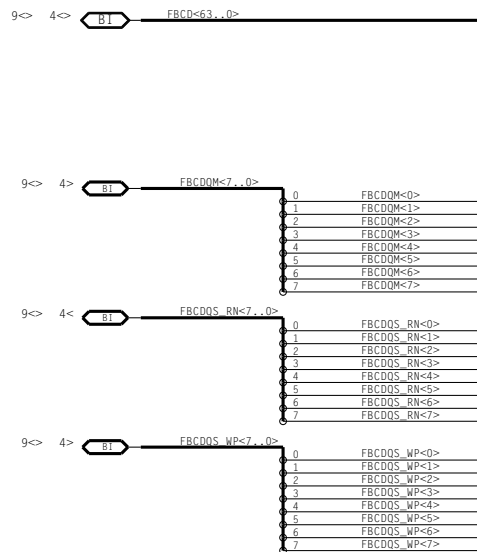 9<> 4<> BI FBCD<63..0>
9<> 4> BI FBCDQM<7..0>
0 FBCDQM<0>
1 FBCDQM<1>
2 FBCDQM<2>
3 FBCDQM<3>
4 FBCDQM<4>
5 FBCDQM<5>
6 FBCDQM<6>
7 FBCDQM<7>
9<> 4< BI FBCDQS_RN<7..0>
0 FBCDQS_RN<0>
1 FBCDQS_RN<1>
2 FBCDQS_RN<2>
3 FBCDQS_RN<3>
4 FBCDQS_RN<4>
5 FBCDQS_RN<5>
6 FBCDQS_RN<6>
7 FBCDQS_RN<7>
9<> 4> BI FBCDQS_WP<7..0>
0 FBCDQS_WP<0>
1 FBCDQS_WP<1>
2 FBCDQS_WP<2>
3 FBCDQS_WP<3>
4 FBCDQS_WP<4>
5 FBCDQS_WP<5>
6 FBCDQS_WP<6>
7 FBCDQS_WP<7>